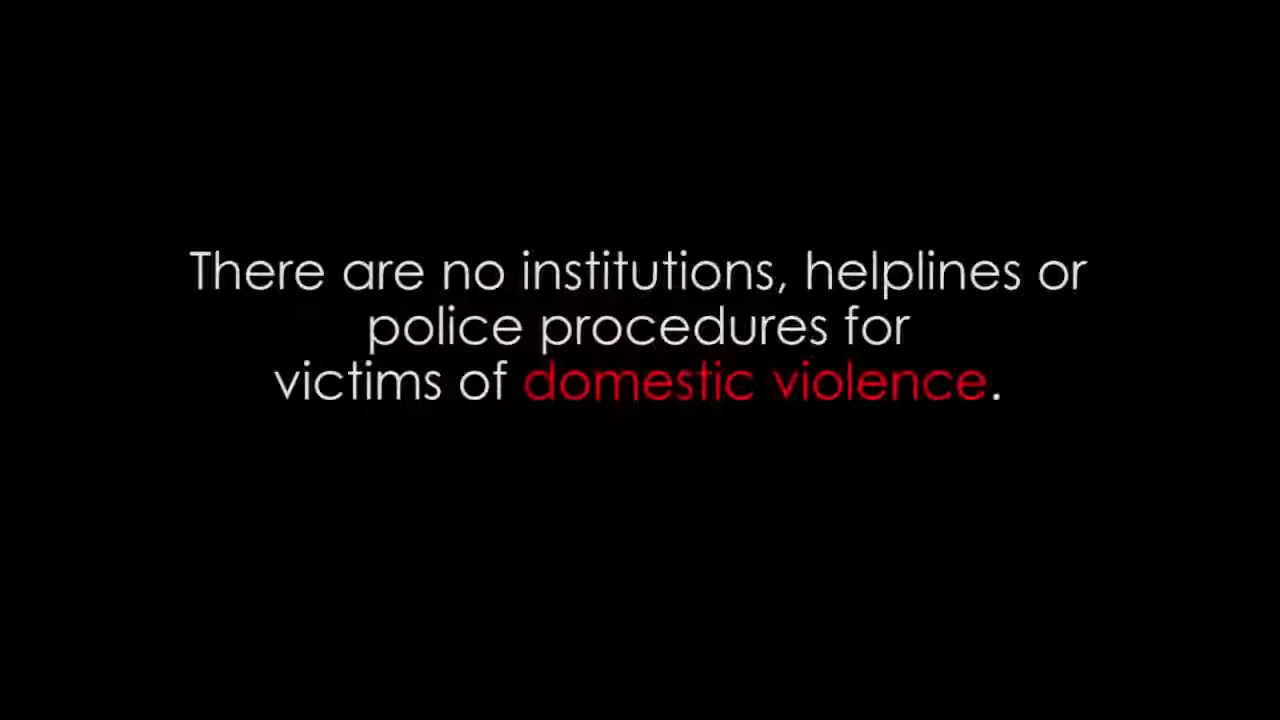 There are no institutions, helplines or
police procedures for
victims of domestic violence.